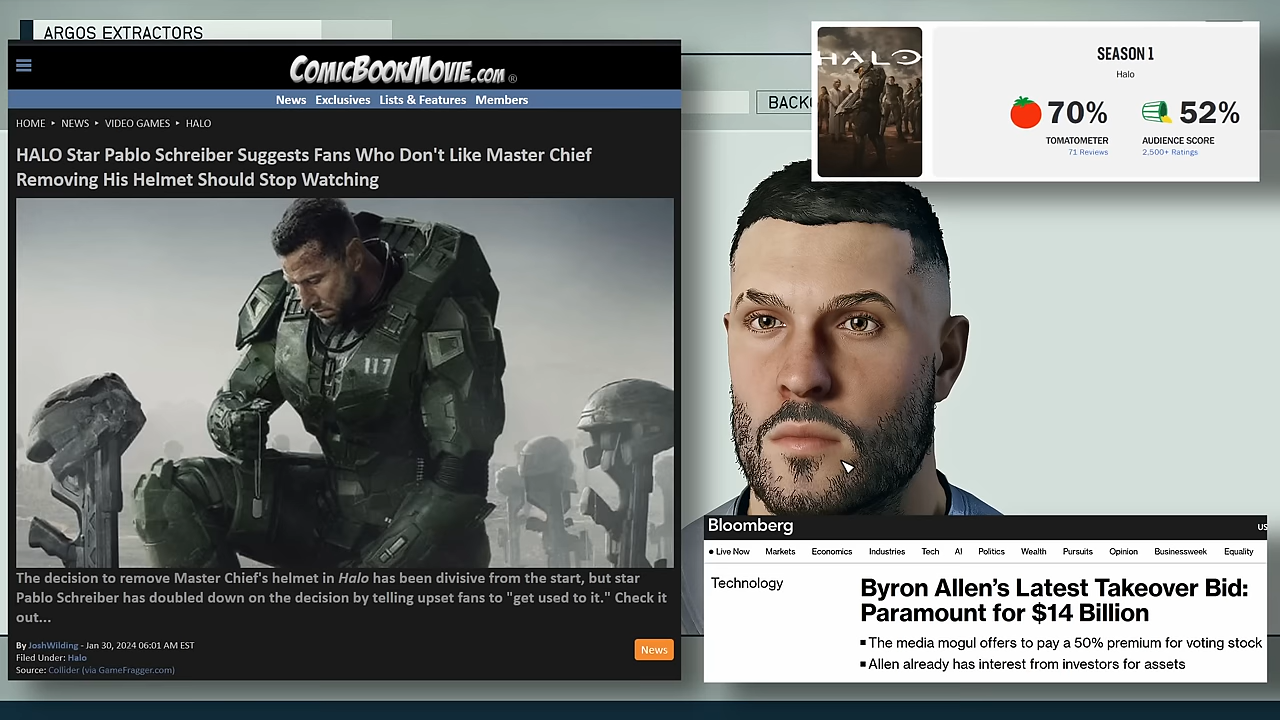 ARGOS EXTRACTORS
COMICBOOKMOVIE.COM ®
News Exclusives Lists & Features Members
HOME ▸ NEWS ▸ VIDEO GAMES ▸ HALO
HALO Star Pablo Schreiber Suggests Fans Who Don't Like Master Chief
Removing His Helmet Should Stop Watching
117
The decision to remove Master Chief's helmet in Halo has been divisive from the start, but star
Pablo Schreiber has doubled down on the decision by telling upset fans to "get used to it." Check it
out...
By JoshWilding - Jan 30, 2024 06:01 AM EST
Filed Under: Halo
Source: Collider (via GameFragger.com)
News
BACK
HALO
SEASON 1
Halo
70% 52%
TOMATOMETER AUDIENCE SCORE
71 Reviews 2,500+ Ratings
Bloomberg US
• Live Now Markets Economics Industries Tech AI Politics Wealth Pursuits Opinion Businessweek Equality
Technology
Byron Allen's Latest Takeover Bid:
Paramount for $14 Billion
▪ The media mogul offers to pay a 50% premium for voting stock
▪ Allen already has interest from investors for assets